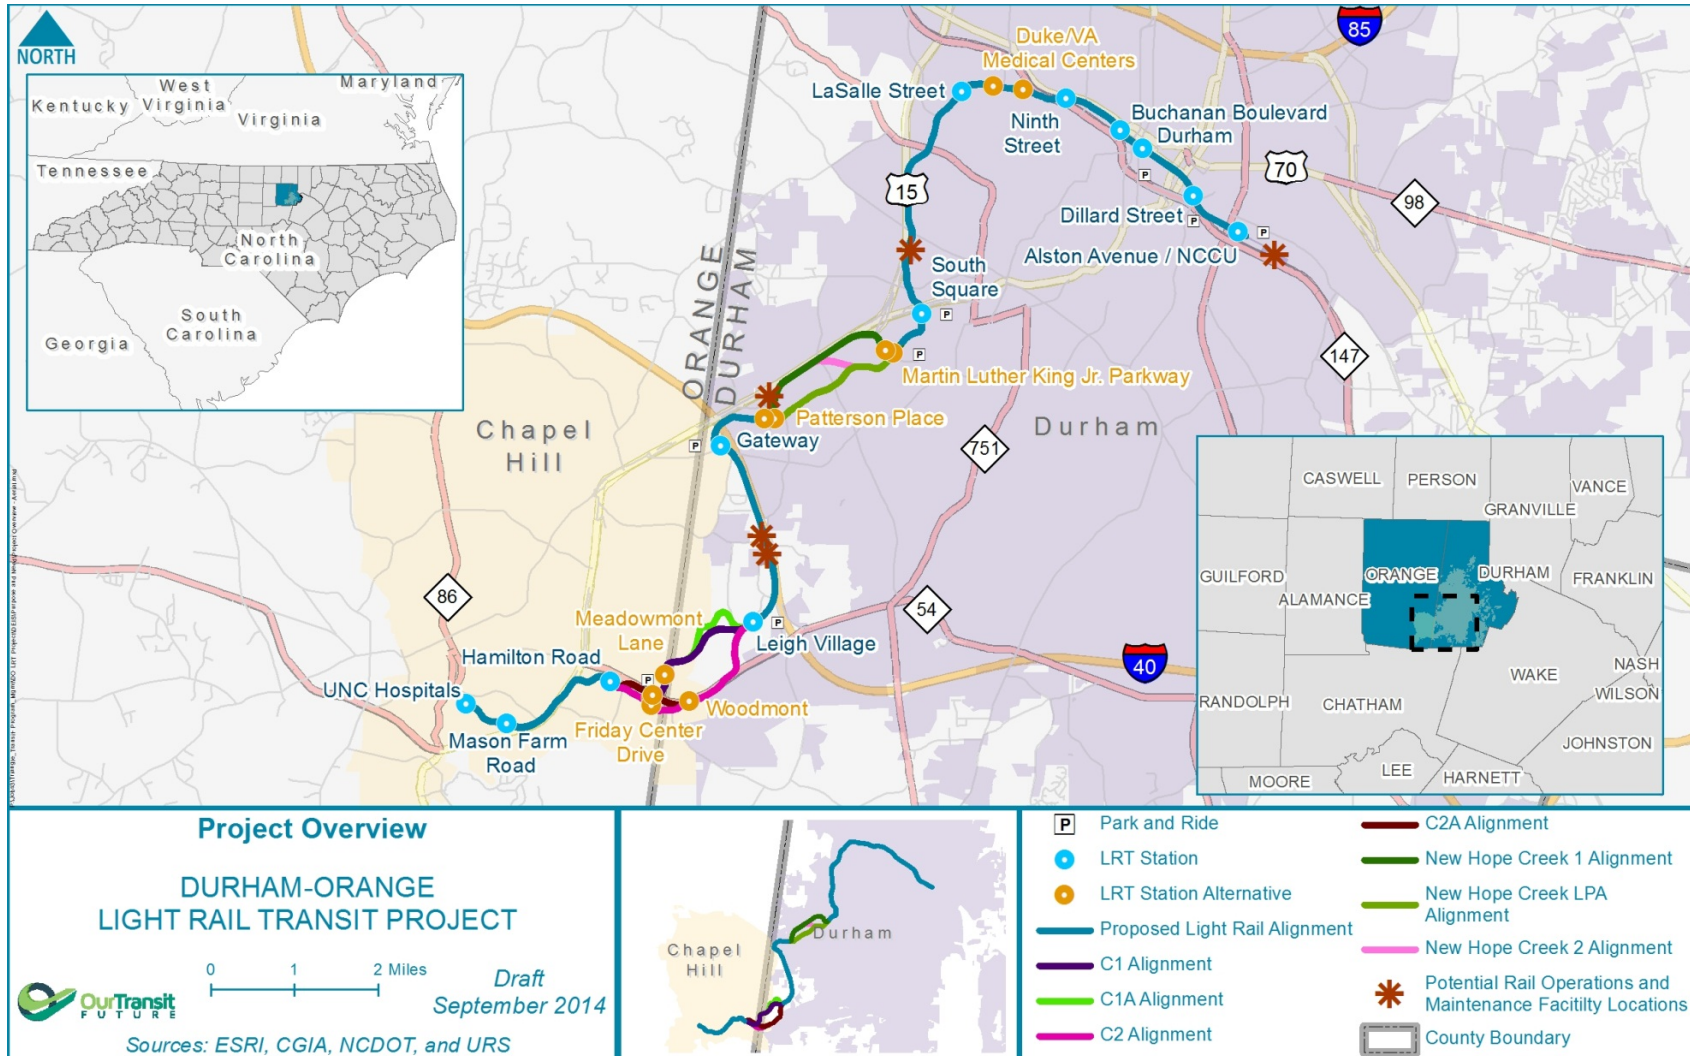 NORTH
Kentucky
West
Virginia
Maryland
Virginia
Tennessee
North
Carolina
South
Carolina
Georgia
85
Duke/VA
Medical Centers
LaSalle Street
Ninth
Street
Buchanan Boulevard
Durham
15
70
98
Dillard Street
P
P
P
Alston Avenue / NCCU
South
Square
P
ORANGE
DURHAM
P
Martin Luther King Jr. Parkway
147
Patterson Place
Chapel
Hill
P
Gateway
Durham
751
86
54
40
Meadowmont
Lane
P
Leigh Village
Hamilton Road
UNC Hospitals
P
Woodmont
Mason Farm
Road
Friday Center
Drive
CASWELL
PERSON
VANCE
GRANVILLE
GUILFORD
ORANGE
DURHAM
FRANKLIN
ALAMANCE
WAKE
NASH
WILSON
RANDOLPH
CHATHAM
JOHNSTON
LEE
HARNETT
MOORE
Project Overview
DURHAM-ORANGE
LIGHT RAIL TRANSIT PROJECT
0 1 2 Miles
Draft
September 2014
OurTransit
FUTURE
Sources: ESRI, CGIA, NCDOT, and URS
Chapel
Hill
Durham
P Park and Ride
LRT Station
LRT Station Alternative
Proposed Light Rail Alignment
C1 Alignment
C1A Alignment
C2 Alignment
C2A Alignment
New Hope Creek 1 Alignment
New Hope Creek LPA
Alignment
New Hope Creek 2 Alignment
Potential Rail Operations and
Maintenance Facitilty Locations
County Boundary